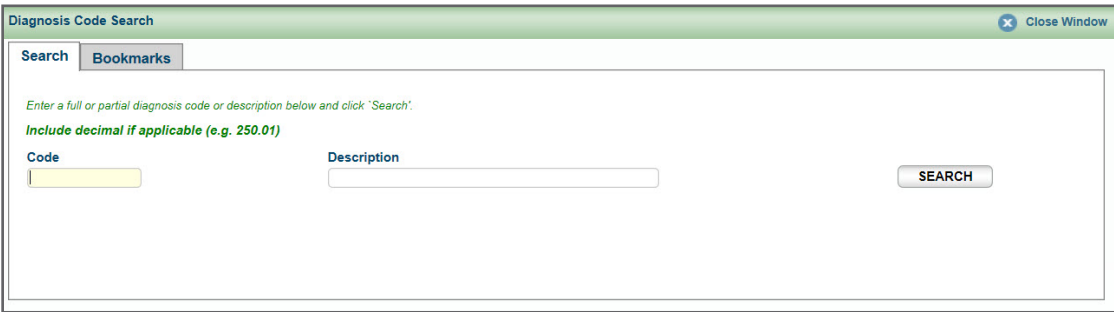 Diagnosis Code Search
Close Window
Search
Bookmarks
Enter a full or partial diagnosis code or description below and click `Search'.
Include decimal if applicable (e.g. 250.01)
Code
Description
SEARCH